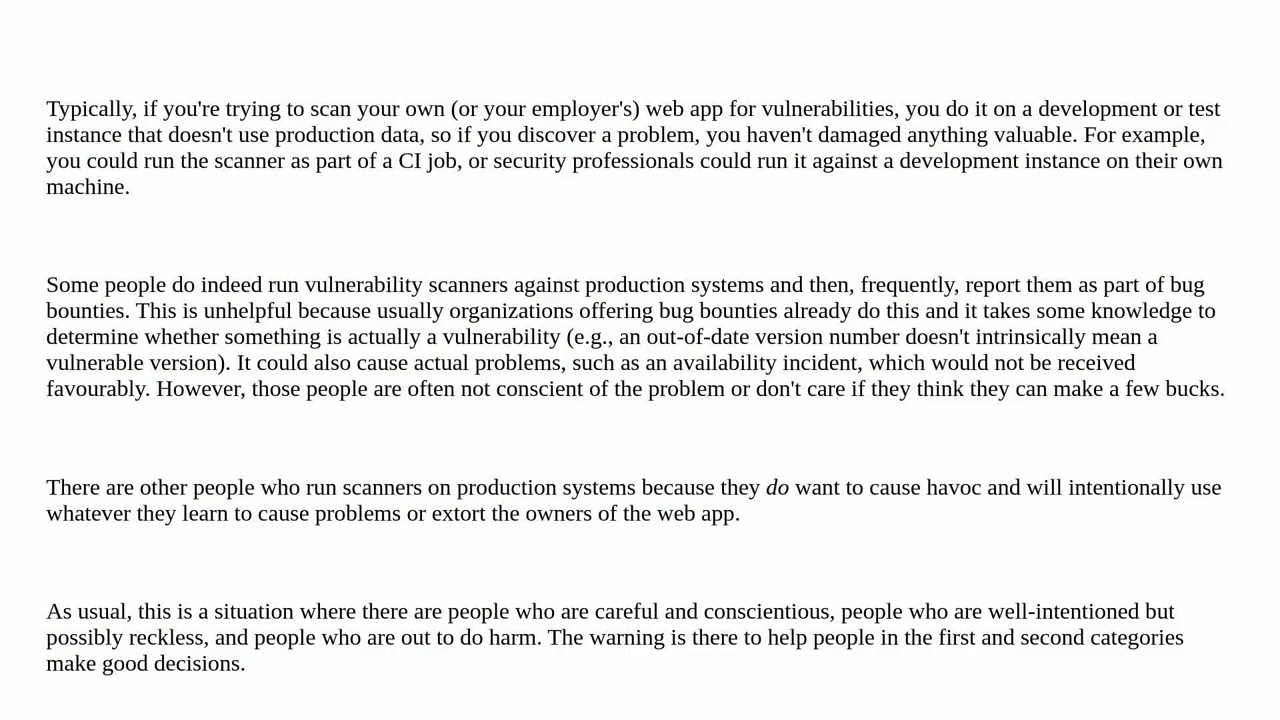 Typically, if you're trying to scan your own (or your employer's) web app for vulnerabilities, you do it on a development or test
instance that doesn't use production data, so if you discover a problem, you haven't damaged anything valuable. For example,
you could run the scanner as part of a CI job, or security professionals could run it against a development instance on their own
machine.
Some people do indeed run vulnerability scanners against production systems and then, frequently, report them as part of bug
bounties. This is unhelpful because usually organizations offering bug bounties already do this and it takes some knowledge to
determine whether something is actually a vulnerability (e.g., an out-of-date version number doesn't intrinsically mean a
vulnerable version). It could also cause actual problems, such as an availability incident, which would not be received
favourably. However, those people are often not conscient of the problem or don't care if they think they can make a few bucks.
There are other people who run scanners on production systems because they do want to cause havoc and will intentionally use
whatever they learn to cause problems or extort the owners of the web app.
As usual, this is a situation where there are people who are careful and conscientious, people who are well-intentioned but
possibly reckless, and people who are out to do harm. The warning is there to help people in the first and second categories
make good decisions.